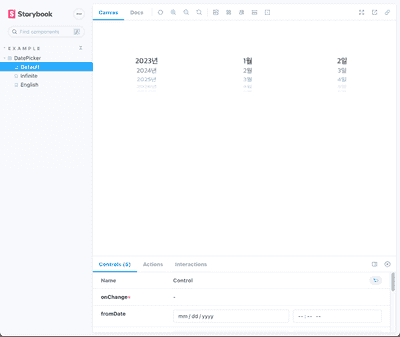 Storybook
Find components
/
EXAMPLE
DatePicker
Default
Infinite
English
Canvas
Docs
2023년 1월 2일
2024년 2월 3일
2025년 3월 4일
Controls (5)
Actions
Interactions
Name Control
onChange* -
fromDate mm/dd/yyyy --:-- --